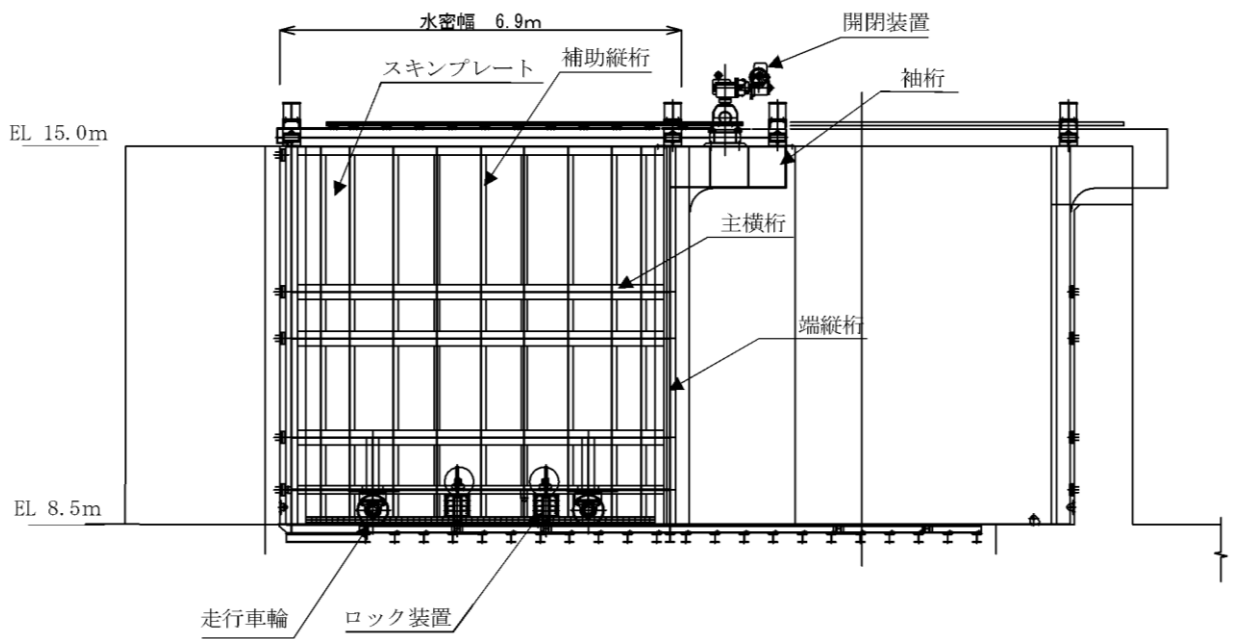 水密幅 6.9m
開閉装置
スキンプレート
補助縦桁
袖桁
EL 15.0m
主横桁
端縦桁
EL 8.5m
走行車輪
ロック装置